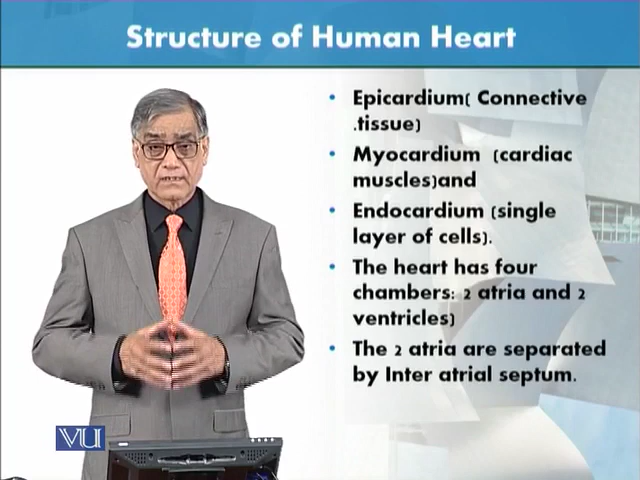 Structure of Human Heart
• Epicardium( Connective
.tissue)
• Myocardium (cardiac
muscles)and
• Endocardium (single
layer of cells).
• The heart has four
chambers: 2 atria and 2
ventricles)
• The 2 atria are separated
by Inter atrial septum.
VU